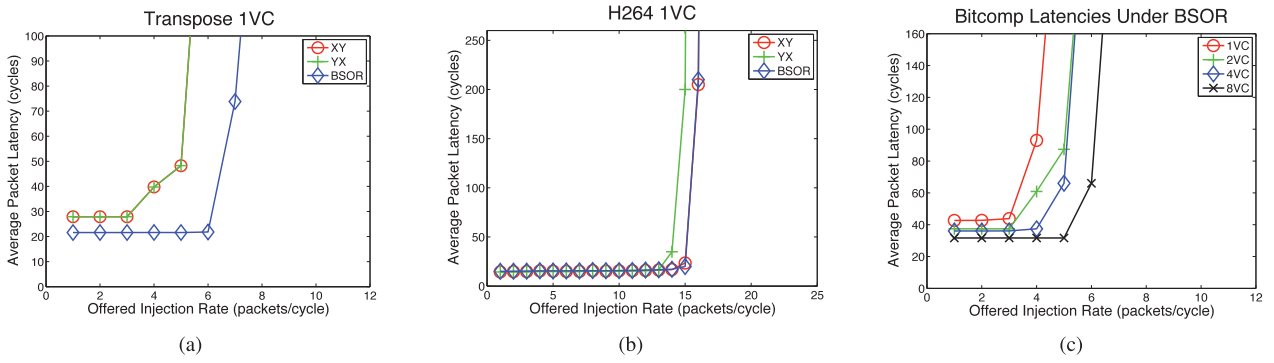 Transpose 1VC
Average Packet Latency (cycles)
100
90
80
70
60
50
40
30
20
10
0
0 2 4 6 8 10 12
Offered Injection Rate (packets/cycle)
XY
YX
BSOR
(a)
H264 1VC
Average Packet Latency (cycles)
250
200
150
100
50
0
0 5 10 15 20 25
Offered Injection Rate (packets/cycle)
XY
YX
BSOR
(b)
Bitcomp Latencies Under BSOR
Average Packet Latency (cycles)
160
140
120
100
80
60
40
20
0
0 2 4 6 8 10 12
Offered Injection Rate (packets/cycle)
1VC
2VC
4VC
8VC
(c)